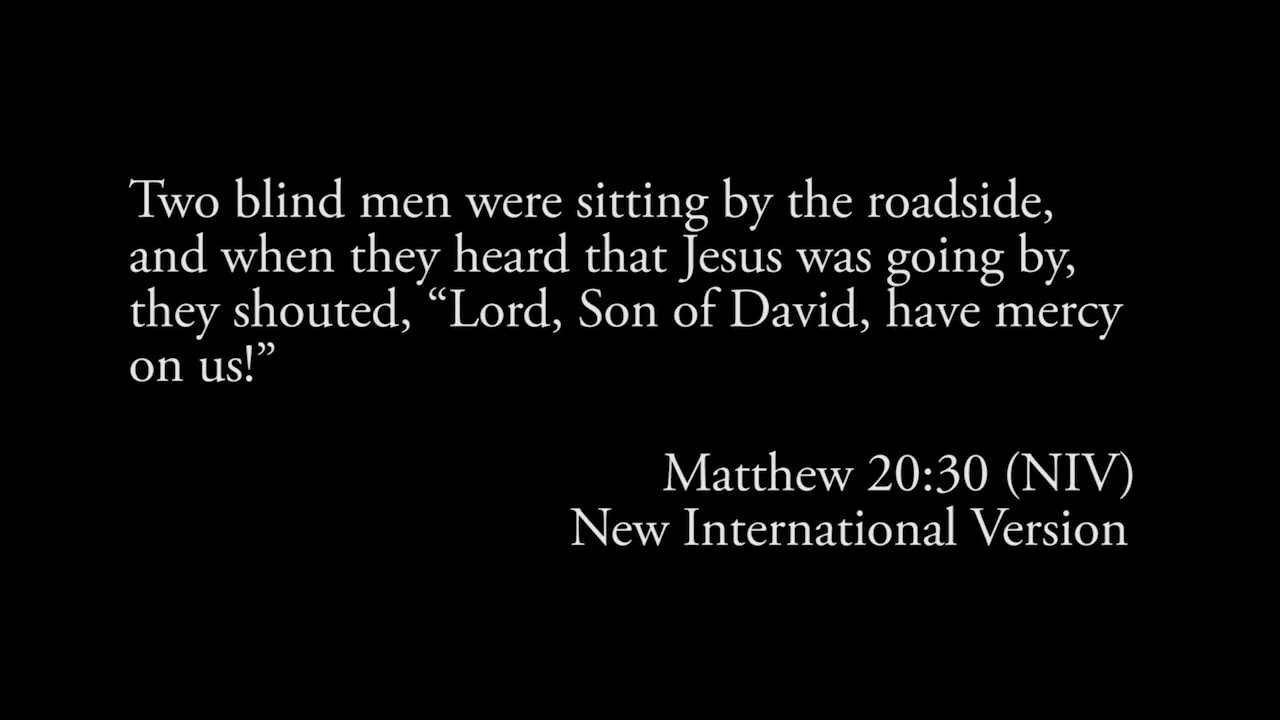 Two blind men were sitting by the roadside,
and when they heard that Jesus was going by,
they shouted, “Lord, Son of David, have mercy
on us!”
Matthew 20:30 (NIV)
New International Version